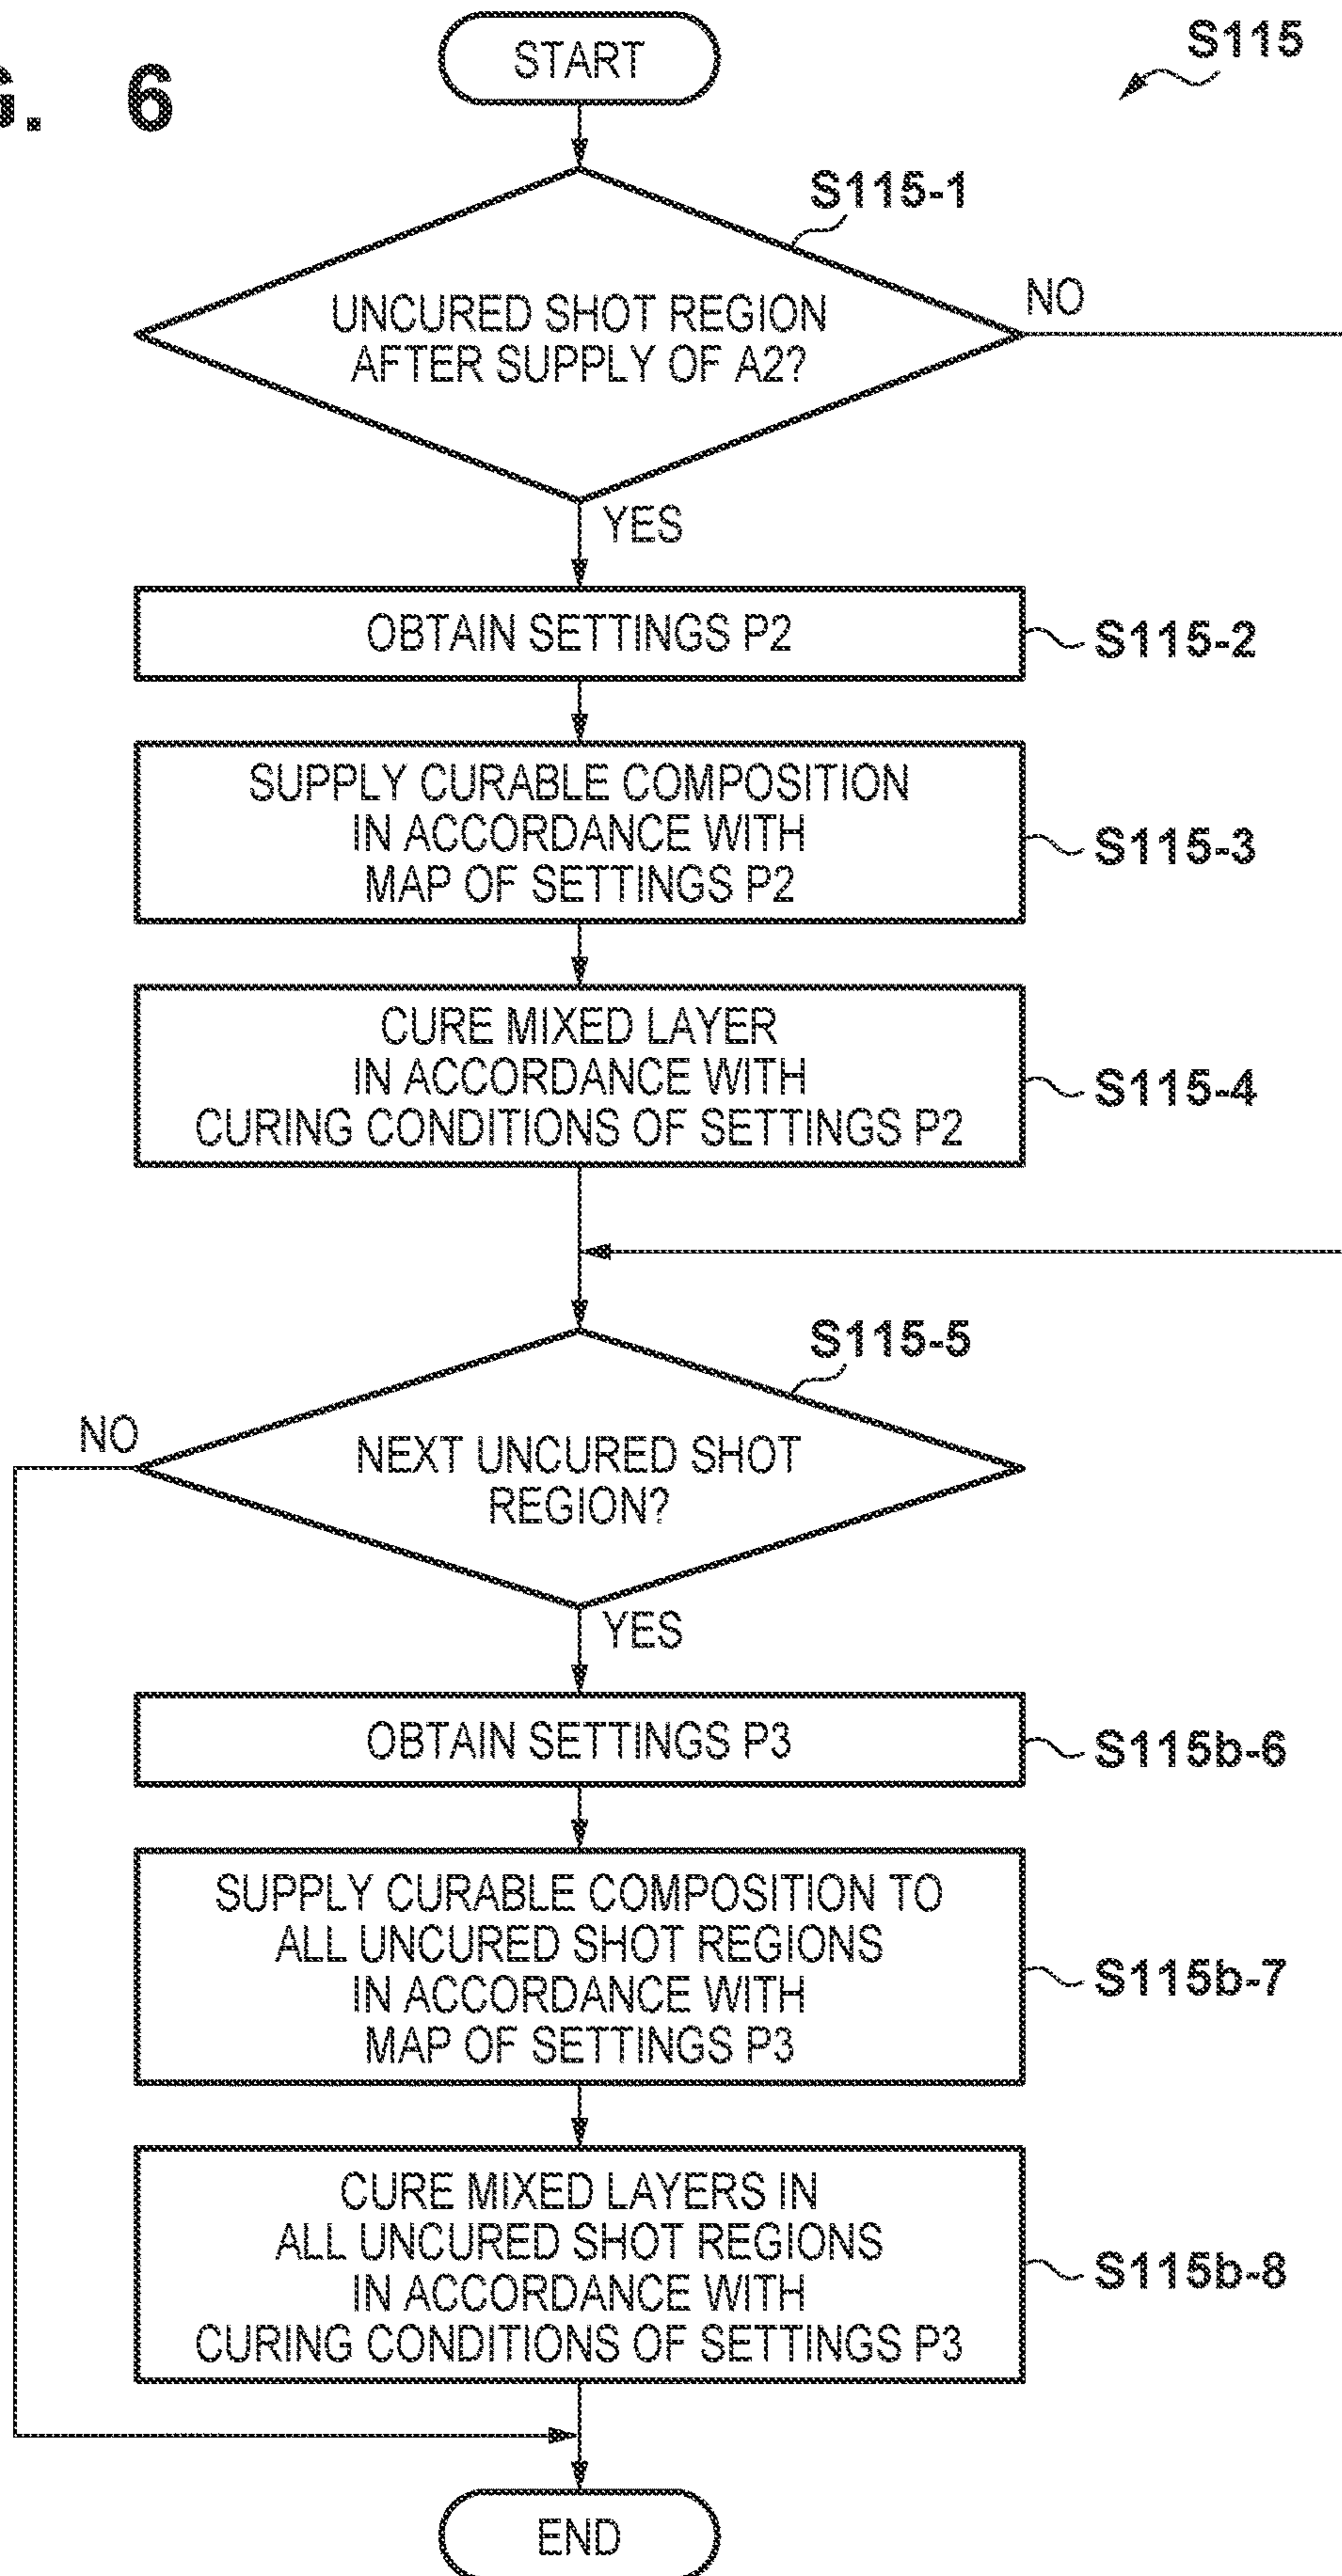 G. 6
START
S115
S115-1
UNCURED SHOT REGION
AFTER SUPPLY OF A2?
NO
YES
OBTAIN SETTINGS P2
S115-2
SUPPLY CURABLE COMPOSITION
IN ACCORDANCE WITH
MAP OF SETTINGS P2
S115-3
CURE MIXED LAYER
IN ACCORDANCE WITH
CURING CONDITIONS OF SETTINGS P2
S115-4
S115-5
NO
NEXT UNCURED SHOT
REGION?
YES
OBTAIN SETTINGS P3
S115b-6
SUPPLY CURABLE COMPOSITION TO
ALL UNCURED SHOT REGIONS
IN ACCORDANCE WITH
MAP OF SETTINGS P3
S115b-7
CURE MIXED LAYERS IN
ALL UNCURED SHOT REGIONS
IN ACCORDANCE WITH
CURING CONDITIONS OF SETTINGS P3
S115b-8
END